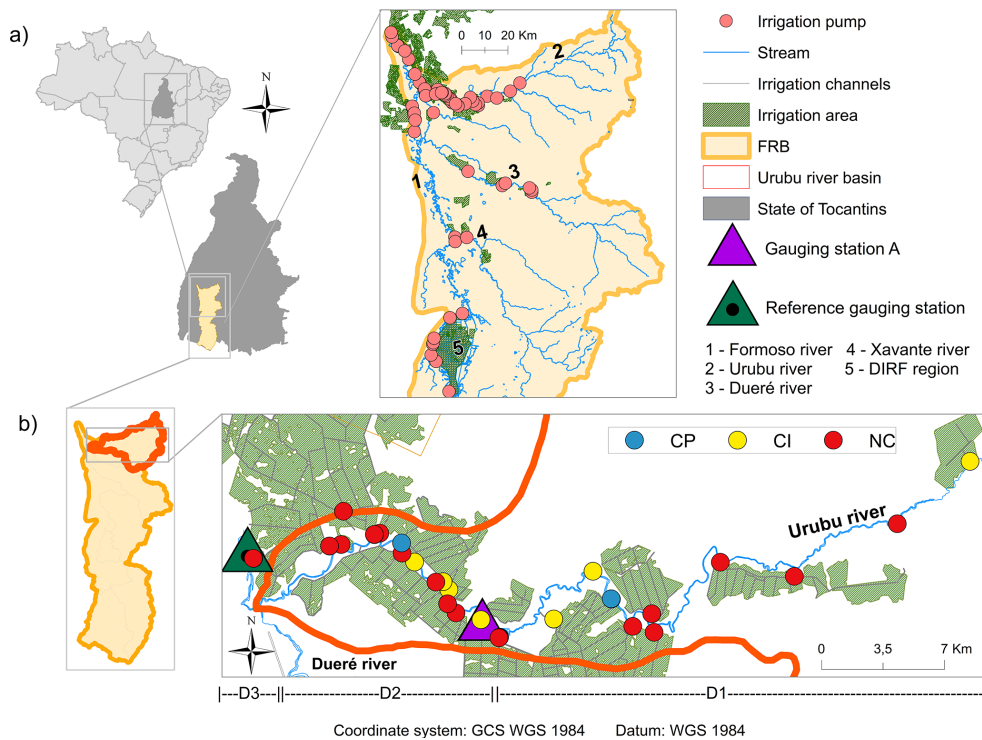 a)
N
0 10 20 Km
2
3
1
4
5
Irrigation pump
Stream
Irrigation channels
Irrigation area
FRB
Urubu river basin
State of Tocantins
Gauging station A
Reference gauging station
1 - Formoso river 4 - Xavante river
2 - Urubu river 5 - DIRF region
3 - Dueré river
b)
CP CI NC
Urubu river
N
Dueré river
0 3,5 7 Km
|---D3----||-----------D2-----------||-------------------------D1-------------------------
Coordinate system: GCS WGS 1984 Datum: WGS 1984